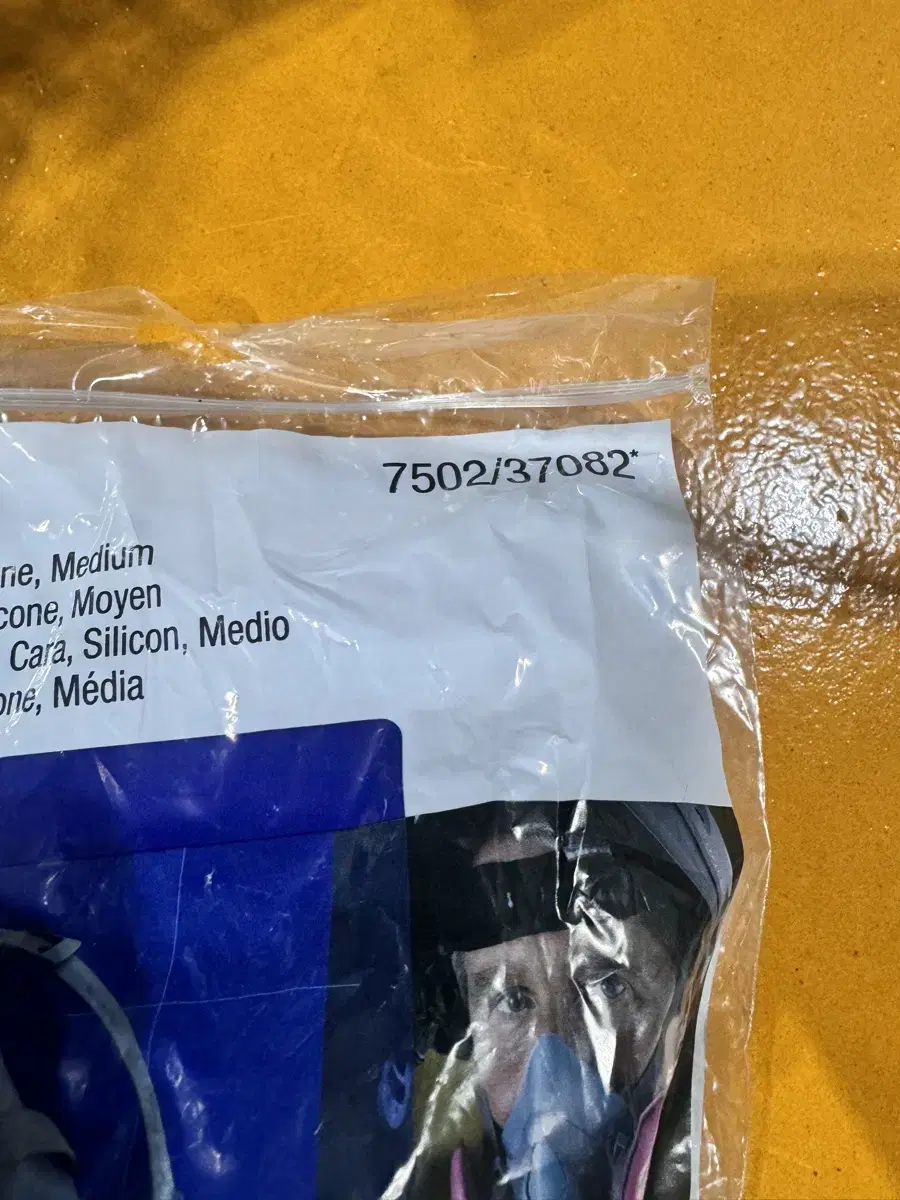 7502/37082*
ne, Medium
cone, Moyen
Cara, Silicon, Medio
one, Média